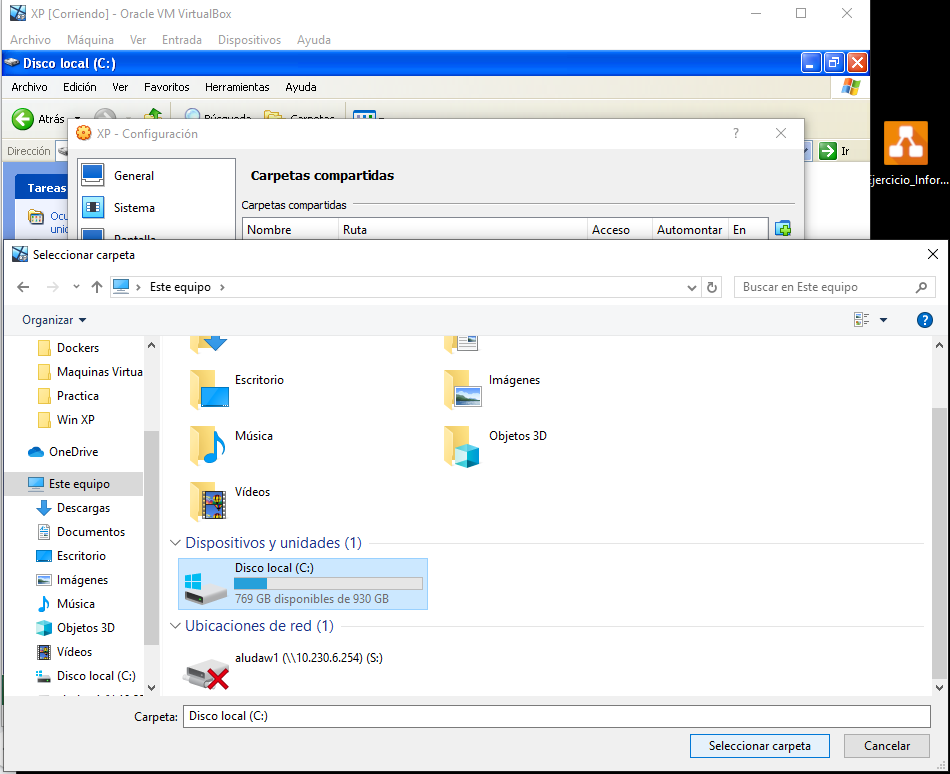 XP [Corriendo] - Oracle VM VirtualBox
Archivo Máquina Ver Entrada Dispositivos Ayuda
Disco local (C:)
Archivo Edición Ver Favoritos Herramientas Ayuda
Atrás Búsqueda Carpetas
Dirección Ir
XP - Configuración ?
Tareas
Ocu
unic
General
Sistema
Pantalla
Carpetas compartidas
Carpetas compartidas
Nombre Ruta Acceso Automontar En
Ejercicio_Infor...
Seleccionar carpeta
Este equipo
Buscar en Este equipo
Organizar ?
Dockers
Maquinas Virtua
Practica
Win XP
OneDrive
Este equipo
Descargas
Documentos
Escritorio
Imágenes
Música
Objetos 3D
Vídeos
Disco local (C:)
Escritorio
Imágenes
Música
Objetos 3D
Vídeos
Dispositivos y unidades (1)
Disco local (C:)
769 GB disponibles de 930 GB
Ubicaciones de red (1)
aludaw1 (\\10.230.6.254) (S:)
Carpeta: Disco local (C:)
Seleccionar carpeta Cancelar